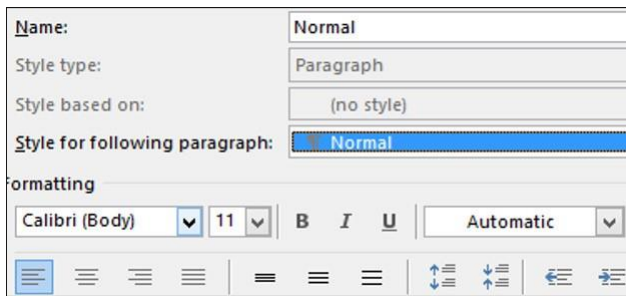 Name: Normal
Style type: Paragraph
Style based on: (no style)
Style for following paragraph: ¶ Normal
Formatting
Calibri (Body) 11 B I U Automatic